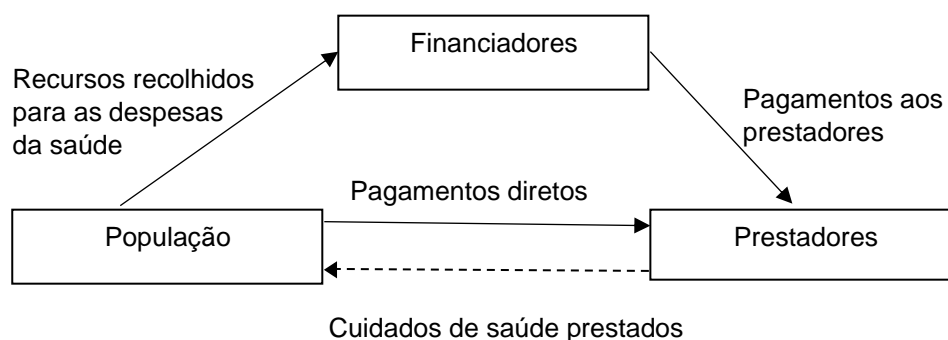 Financiadores
Recursos recolhidos
para as despesas
da saúde
Pagamentos aos
prestadores
Pagamentos diretos
População
Prestadores
Cuidados de saúde prestados